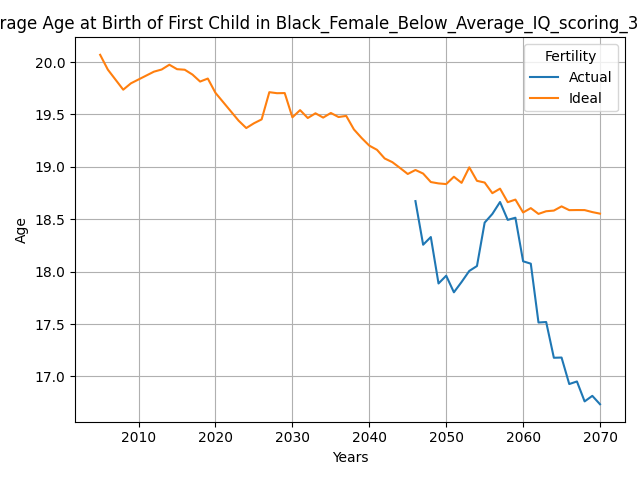 rage Age at Birth of First Child in Black_Female_Below_Average_IQ_scoring_3
Fertility
Actual
Ideal
20.0
19.5
19.0
18.5
18.0
17.5
17.0
Age
2010 2020 2030 2040 2050 2060 2070
Years